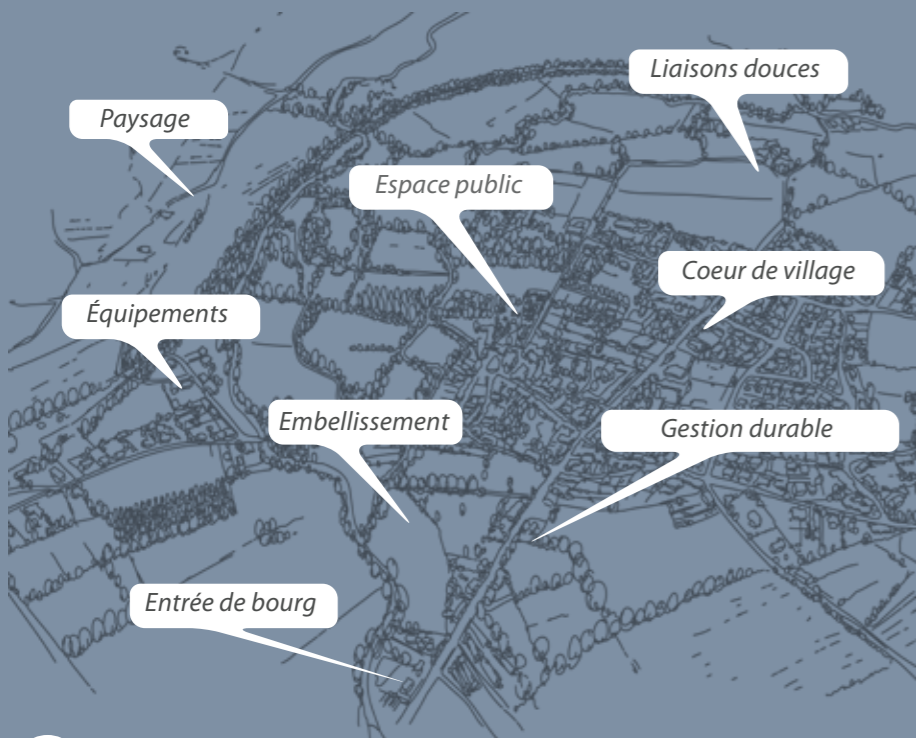 Liaisons douces
Paysage
Espace public
Coeur de village
Équipements
Embellissement
Gestion durable
Entrée de bourg